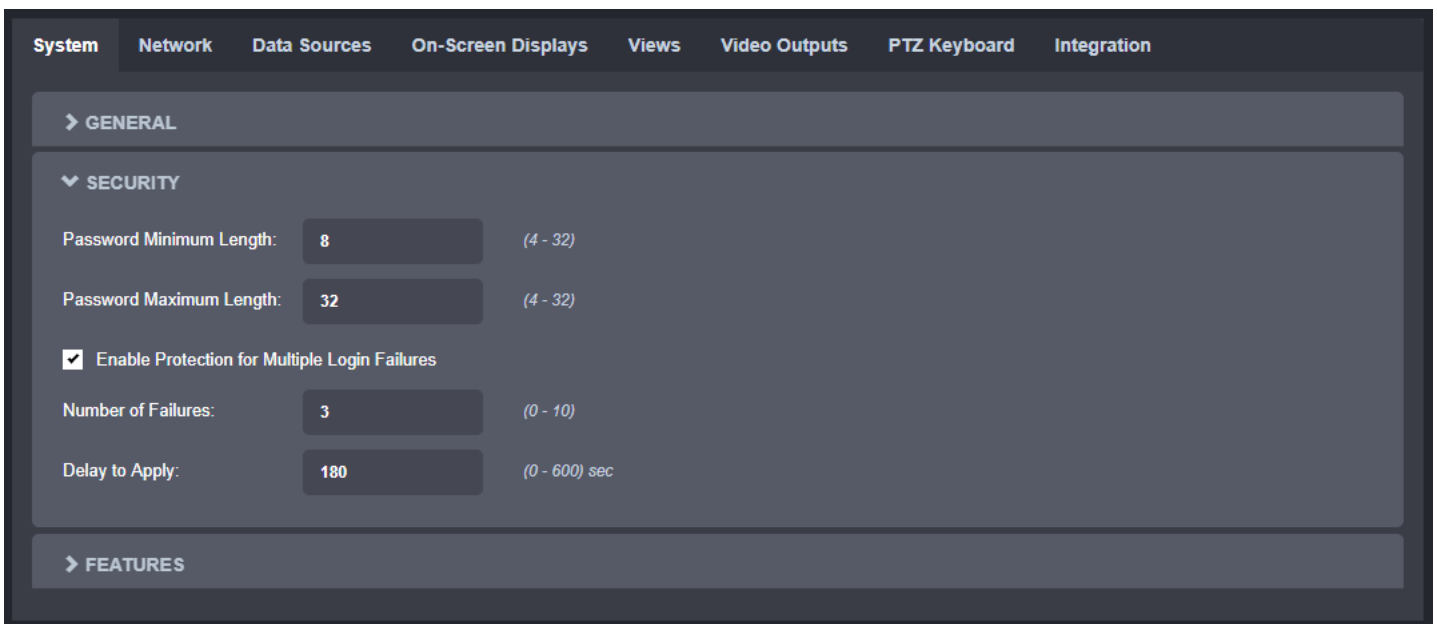 System Network Data Sources On-Screen Displays Views Video Outputs PTZ Keyboard Integration
GENERAL
SECURITY
Password Minimum Length: 8 (4 - 32)
Password Maximum Length: 32 (4 - 32)
Enable Protection for Multiple Login Failures
Number of Failures: 3 (0 - 10)
Delay to Apply: 180 (0 - 600) sec
FEATURES